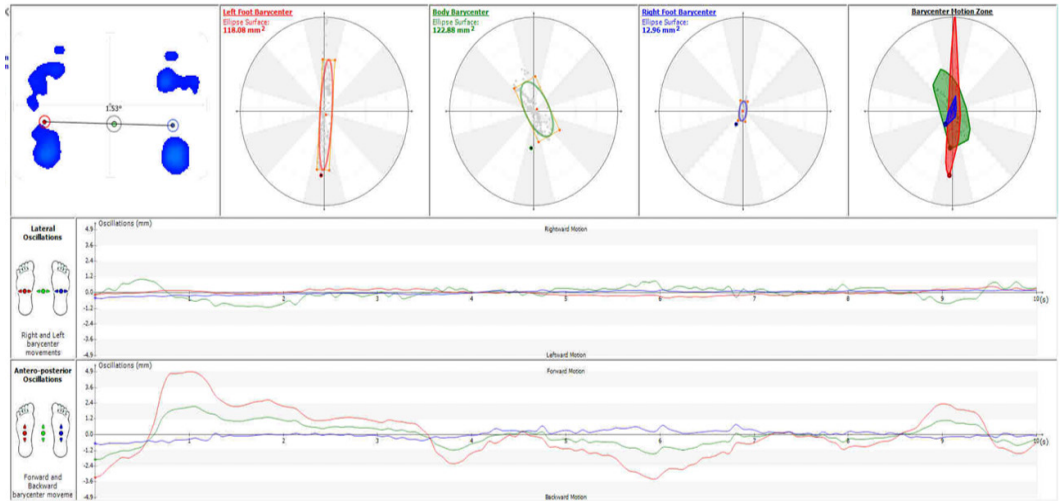 1.53°
Left Foot Barycenter
Ellipse Surface:
118.08 mm²
Body Barycenter
Ellipse Surface:
122.88 mm²
Right Foot Barycenter
Ellipse Surface:
12.96 mm²
Barycenter Motion Zone
Lateral
Oscillations
Right and Left
barycenter
movements
Oscillations (mm)
Rightward Motion
4.9
3.6
2.4
1.2
0.0
-1.2
-2.4
-3.6
-4.9
1 2 3 4 5 6 7 8 9 10(s)
Leftward Motion
Antero-posterior
Oscillations
Forward and
Backward
barycenter moveme
Oscillations (mm)
Forward Motion
4.9
3.6
2.4
1.2
0.0
-1.2
-2.4
-3.6
-4.9
1 2 3 4 5 6 7 8 9 10(s)
Backward Motion